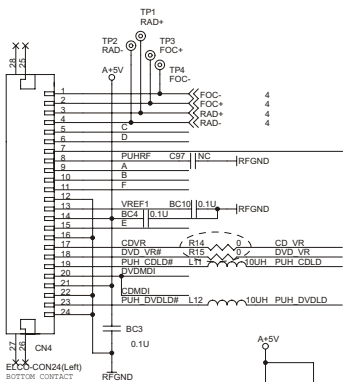 TP1
RAD+
TP2
RAD-
TP3
FOC+
TP4
FOC-
A+5V
28
25
1
FOC-
4
2
FOC+
4
3
RAD+
4
4
RAD-
4
5
C
6
D
7
8
PUHRF
C97
NC
RFGND
9
A
10
B
11
F
12
13
VREF1
BC10
0.1U
RFGND
14
BC4
0.1U
15
E
16
17
CDVR
R14
0
CD_VR
18
DVD_VR#
R15
0
DVD_VR
19
PUH_CDLD#
L11
10UH
PUH_CDLD
20
DVDMDI
21
22
CDMDI
23
PUH_DVDLD#
L12
10UH
PUH_DVDLD
24
27
26
CN4
ELCO-CON24(Left)
BOTTOM CONTACT
BC3
0.1U
RFGND
A+5V